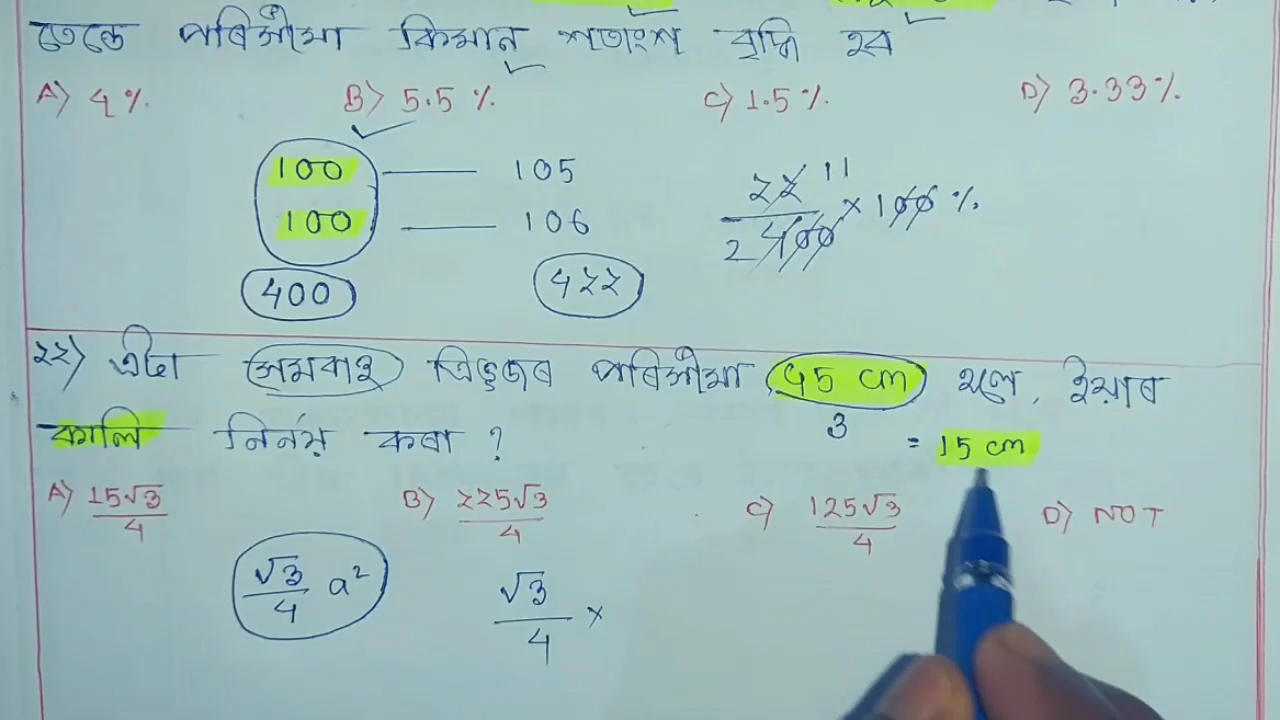 তেন্তে পৰিসীমা কিমান শতাংশ বৃদ্ধি হব
A) 4%. B) 5.5%. C) 1.5%. D) 3.33%.
100 — 105
100 — 106
400 422
22 11
2 400 × 100 %
22) এটা সমবাহু ত্ৰিভুজৰ পৰিসীমা 45 cm হলে, ইয়াৰ
কালি নিৰ্নয় কৰা ?
3 = 15 cm
A) 15√3/4 B) 225√3/4 C) 125√3/4 D) NOT
√3/4 a² √3/4 ×